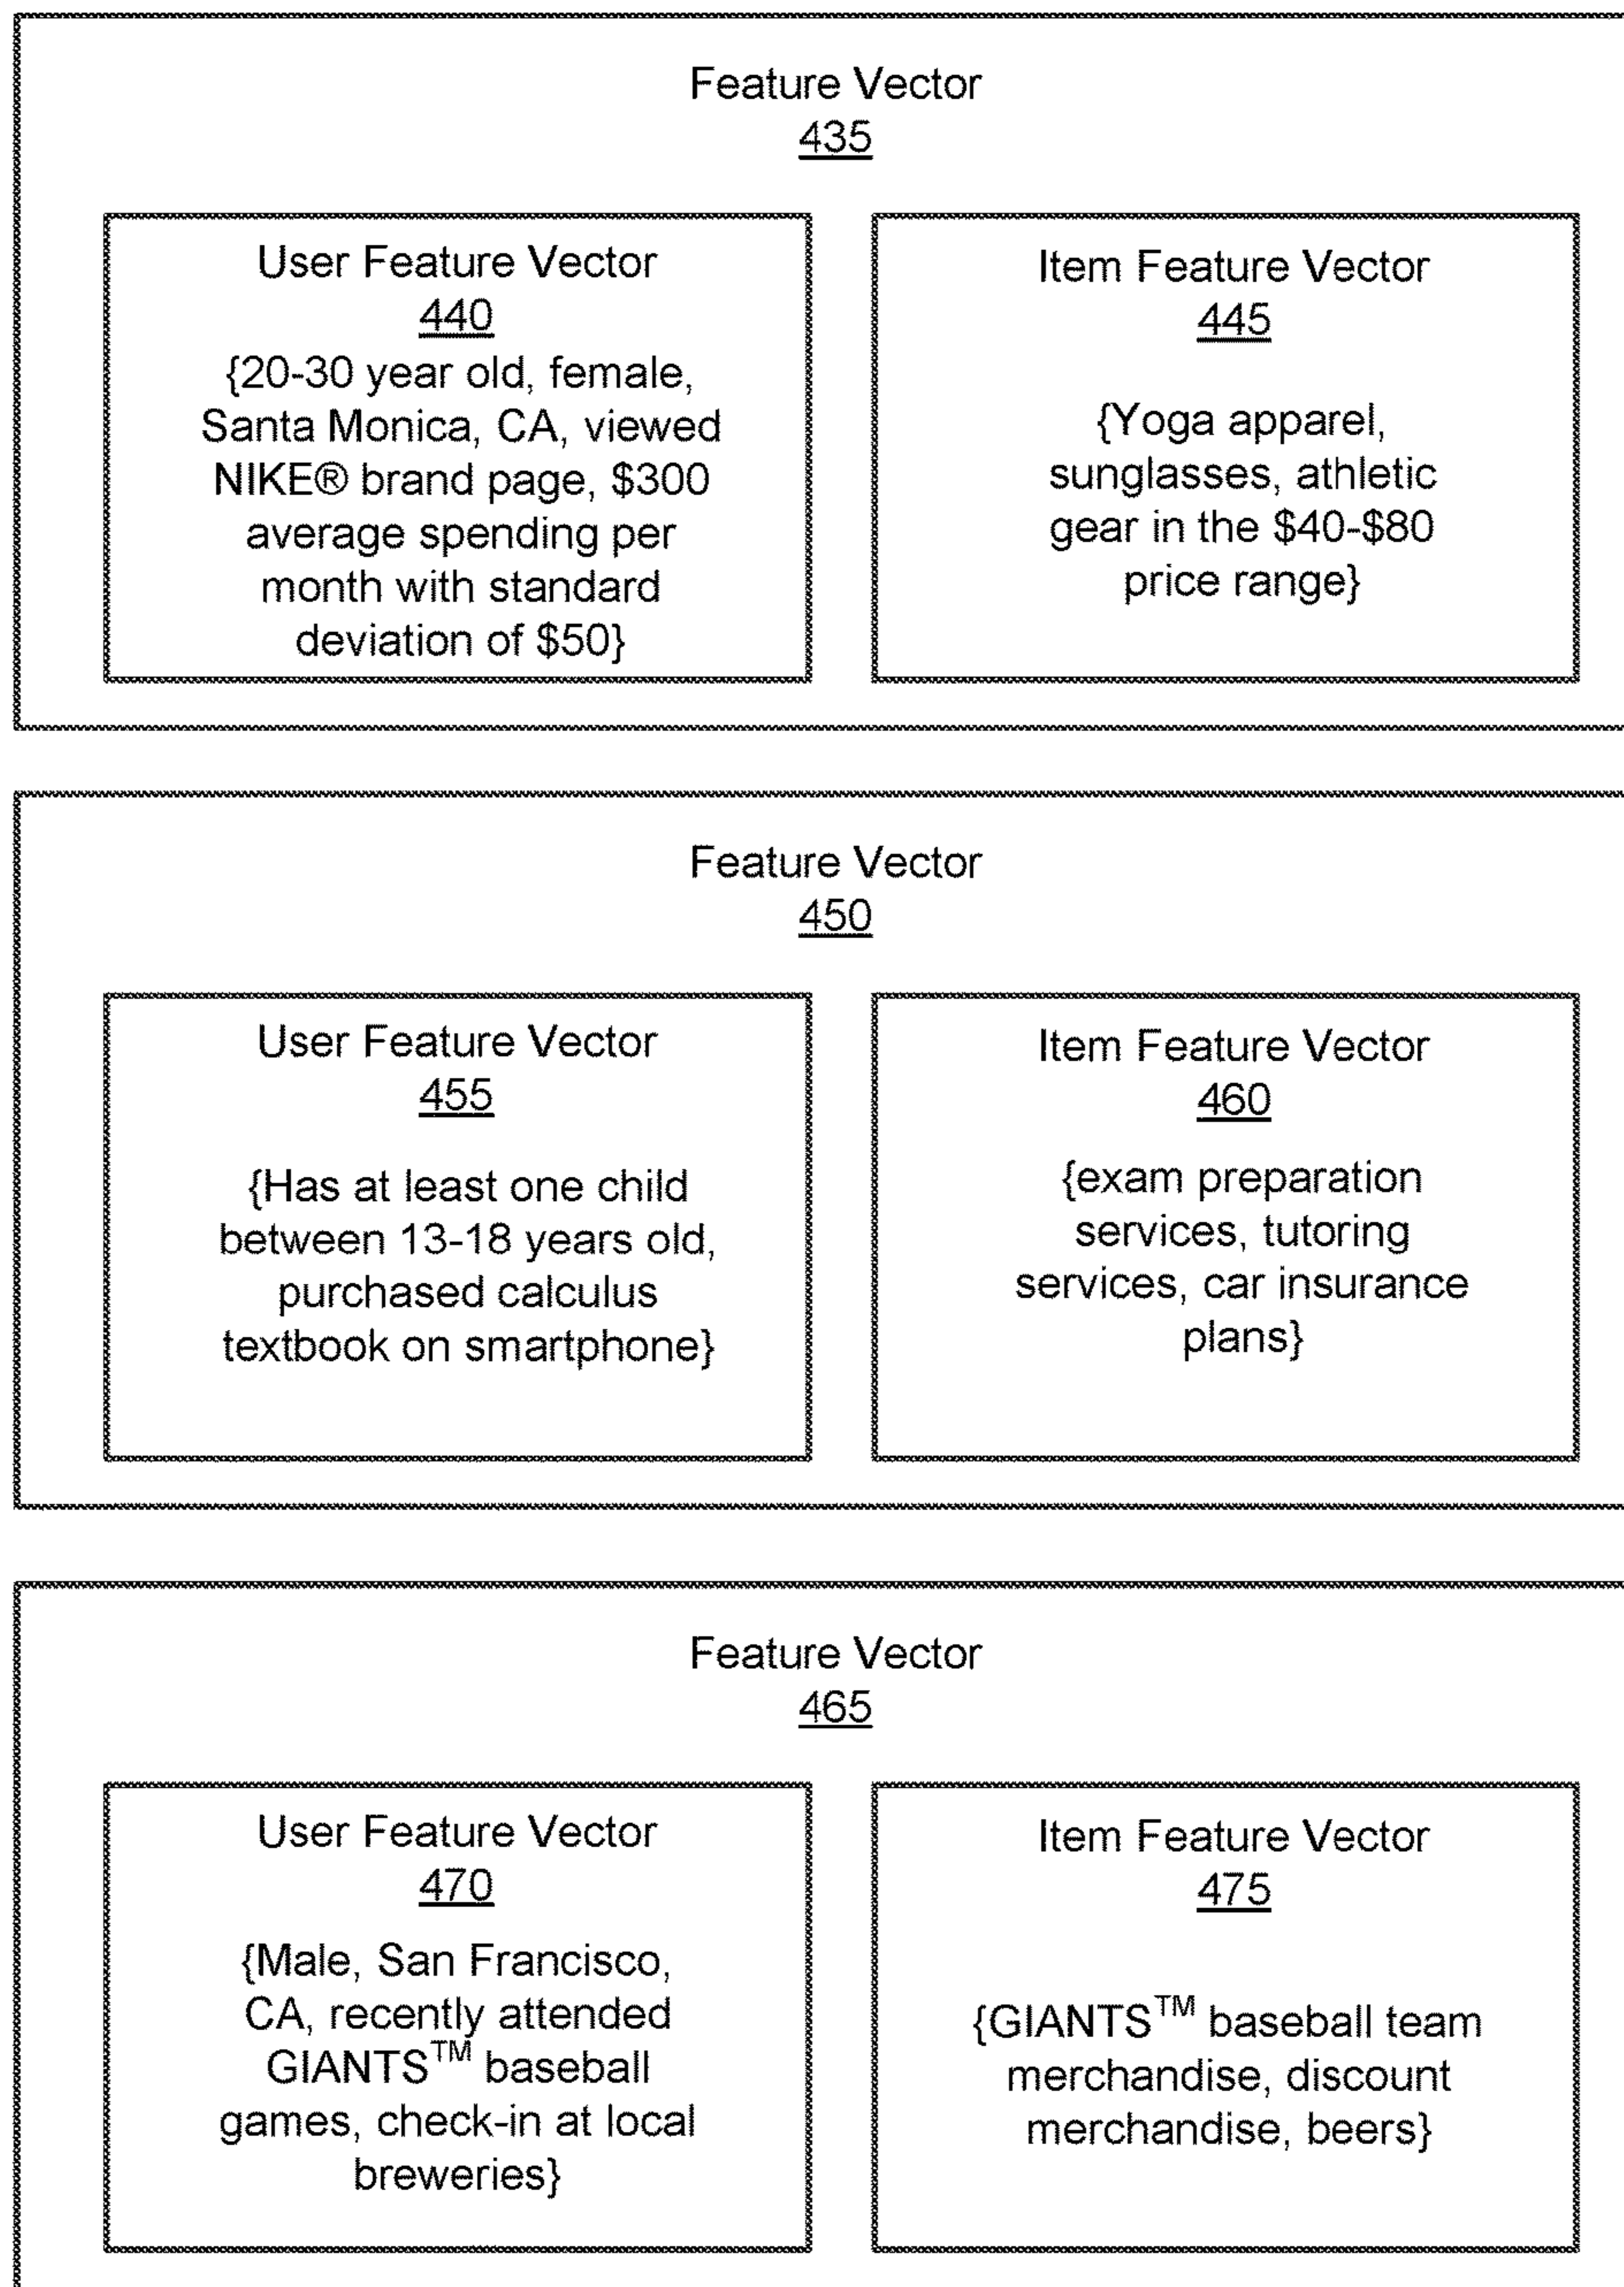 Feature Vector
435
User Feature Vector
440
{20-30 year old, female,
Santa Monica, CA, viewed
NIKE® brand page, $300
average spending per
month with standard
deviation of $50}
Item Feature Vector
445
{Yoga apparel,
sunglasses, athletic
gear in the $40-$80
price range}
Feature Vector
450
User Feature Vector
455
{Has at least one child
between 13-18 years old,
purchased calculus
textbook on smartphone}
Item Feature Vector
460
{exam preparation
services, tutoring
services, car insurance
plans}
Feature Vector
465
User Feature Vector
470
{Male, San Francisco,
CA, recently attended
GIANTS™ baseball
games, check-in at local
breweries}
Item Feature Vector
475
{GIANTS™ baseball team
merchandise, discount
merchandise, beers}